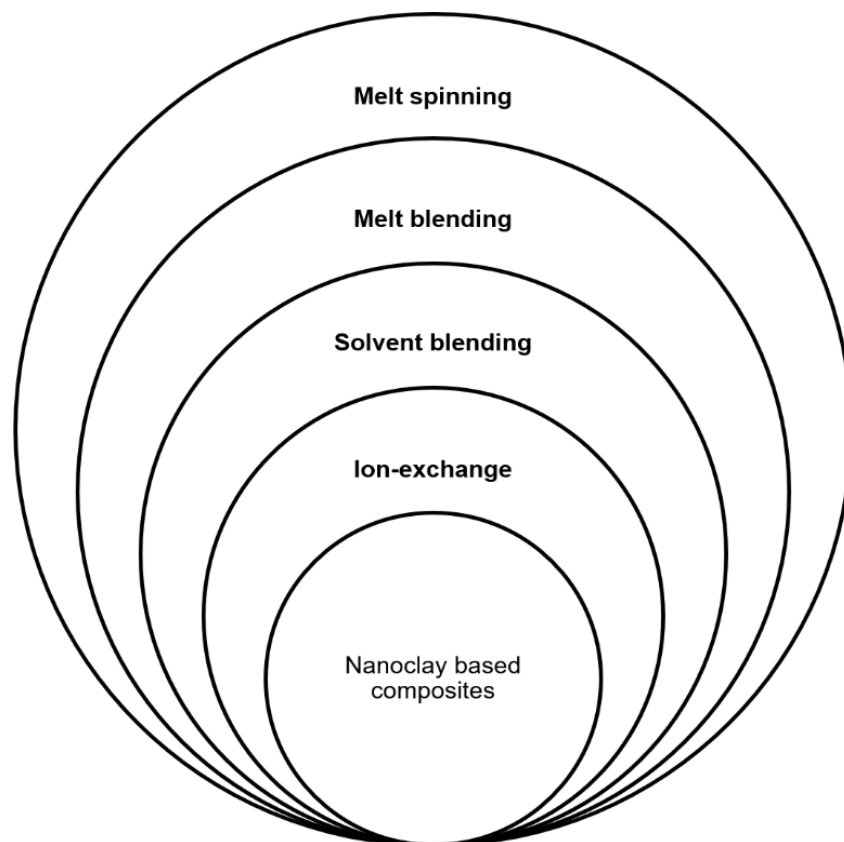 Melt spinning
Melt blending
Solvent blending
Ion-exchange
Nanoclay based
composites